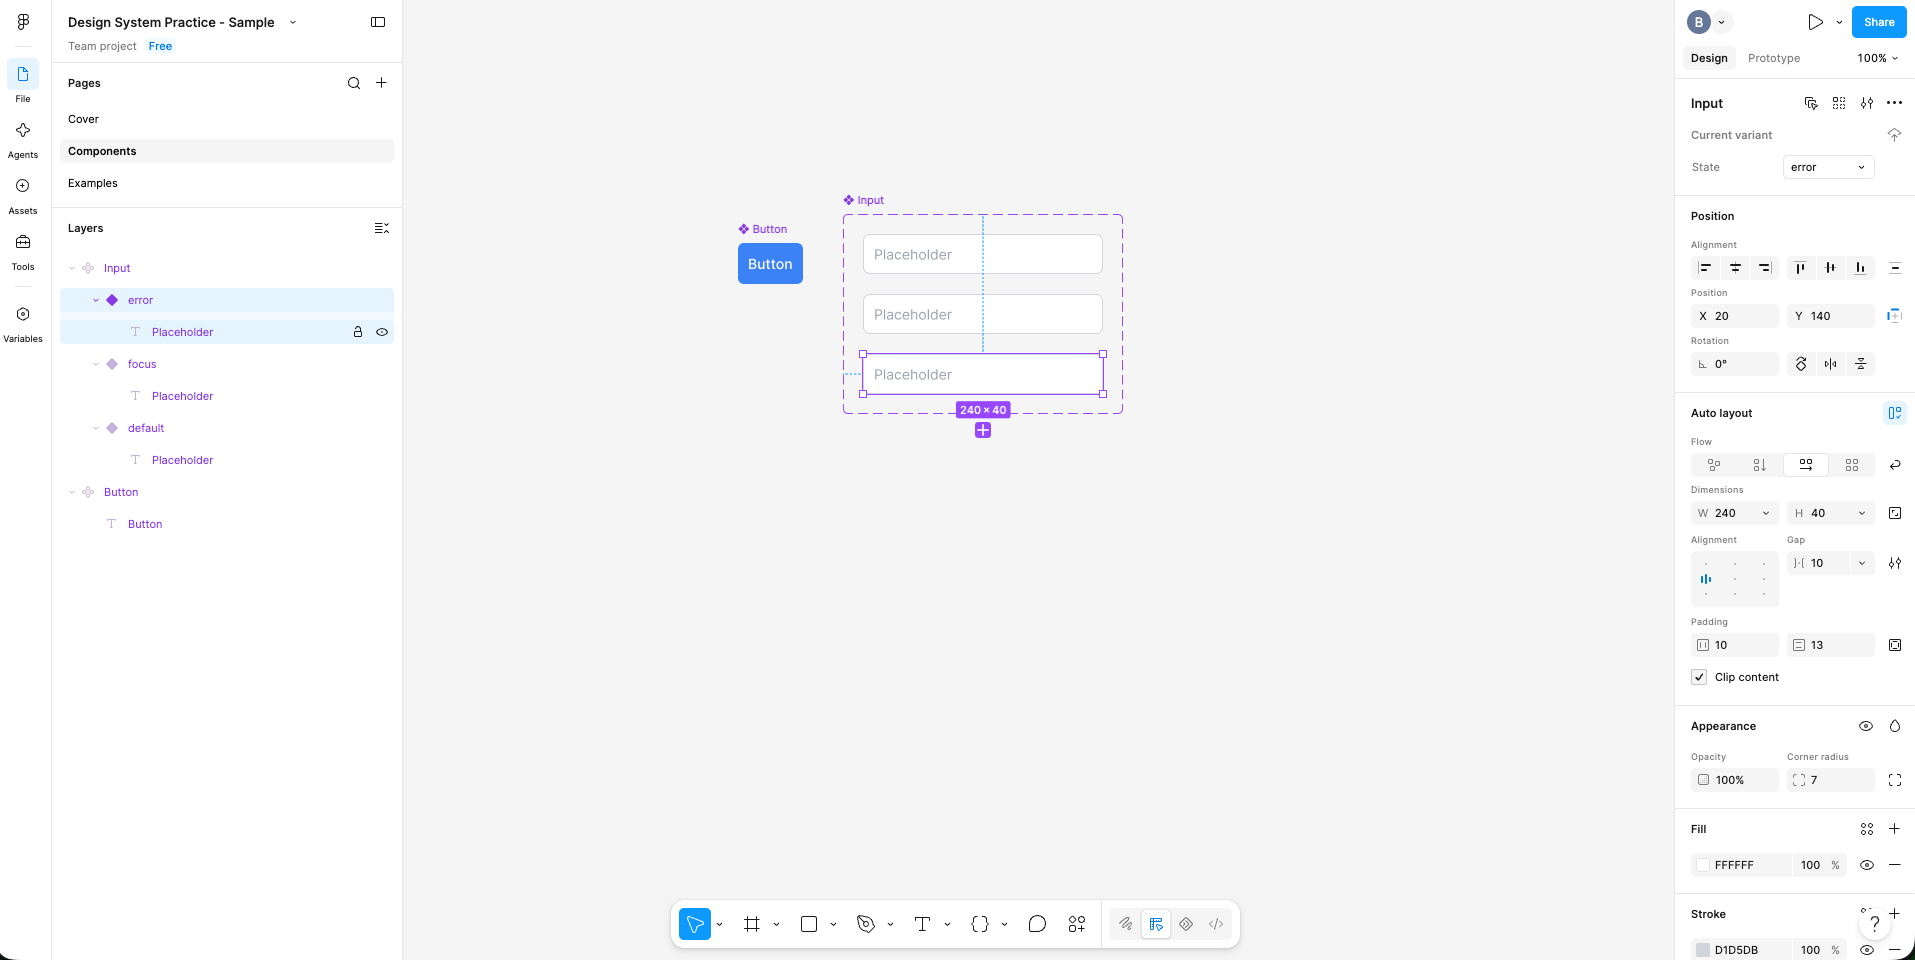 Design System Practice - Sample
Team project Free
File
Agents
Assets
Tools
Variables
Pages
Cover
Components
Examples
Layers
Input
error
Placeholder
focus
Placeholder
default
Placeholder
Button
Button
Button
Button
Input
Placeholder
Placeholder
Placeholder
240 × 40
B
Share
Design Prototype 100%
Input
Current variant
State error
Position
Alignment
Position
X 20 Y 140
Rotation
0°
Auto layout
Flow
Dimensions
W 240 H 40
Alignment Gap
10
Padding
10 13
Clip content
Appearance
Opacity Corner radius
100% 7
Fill
FFFFFF 100 %
Stroke
?
D1D5DB 100 %